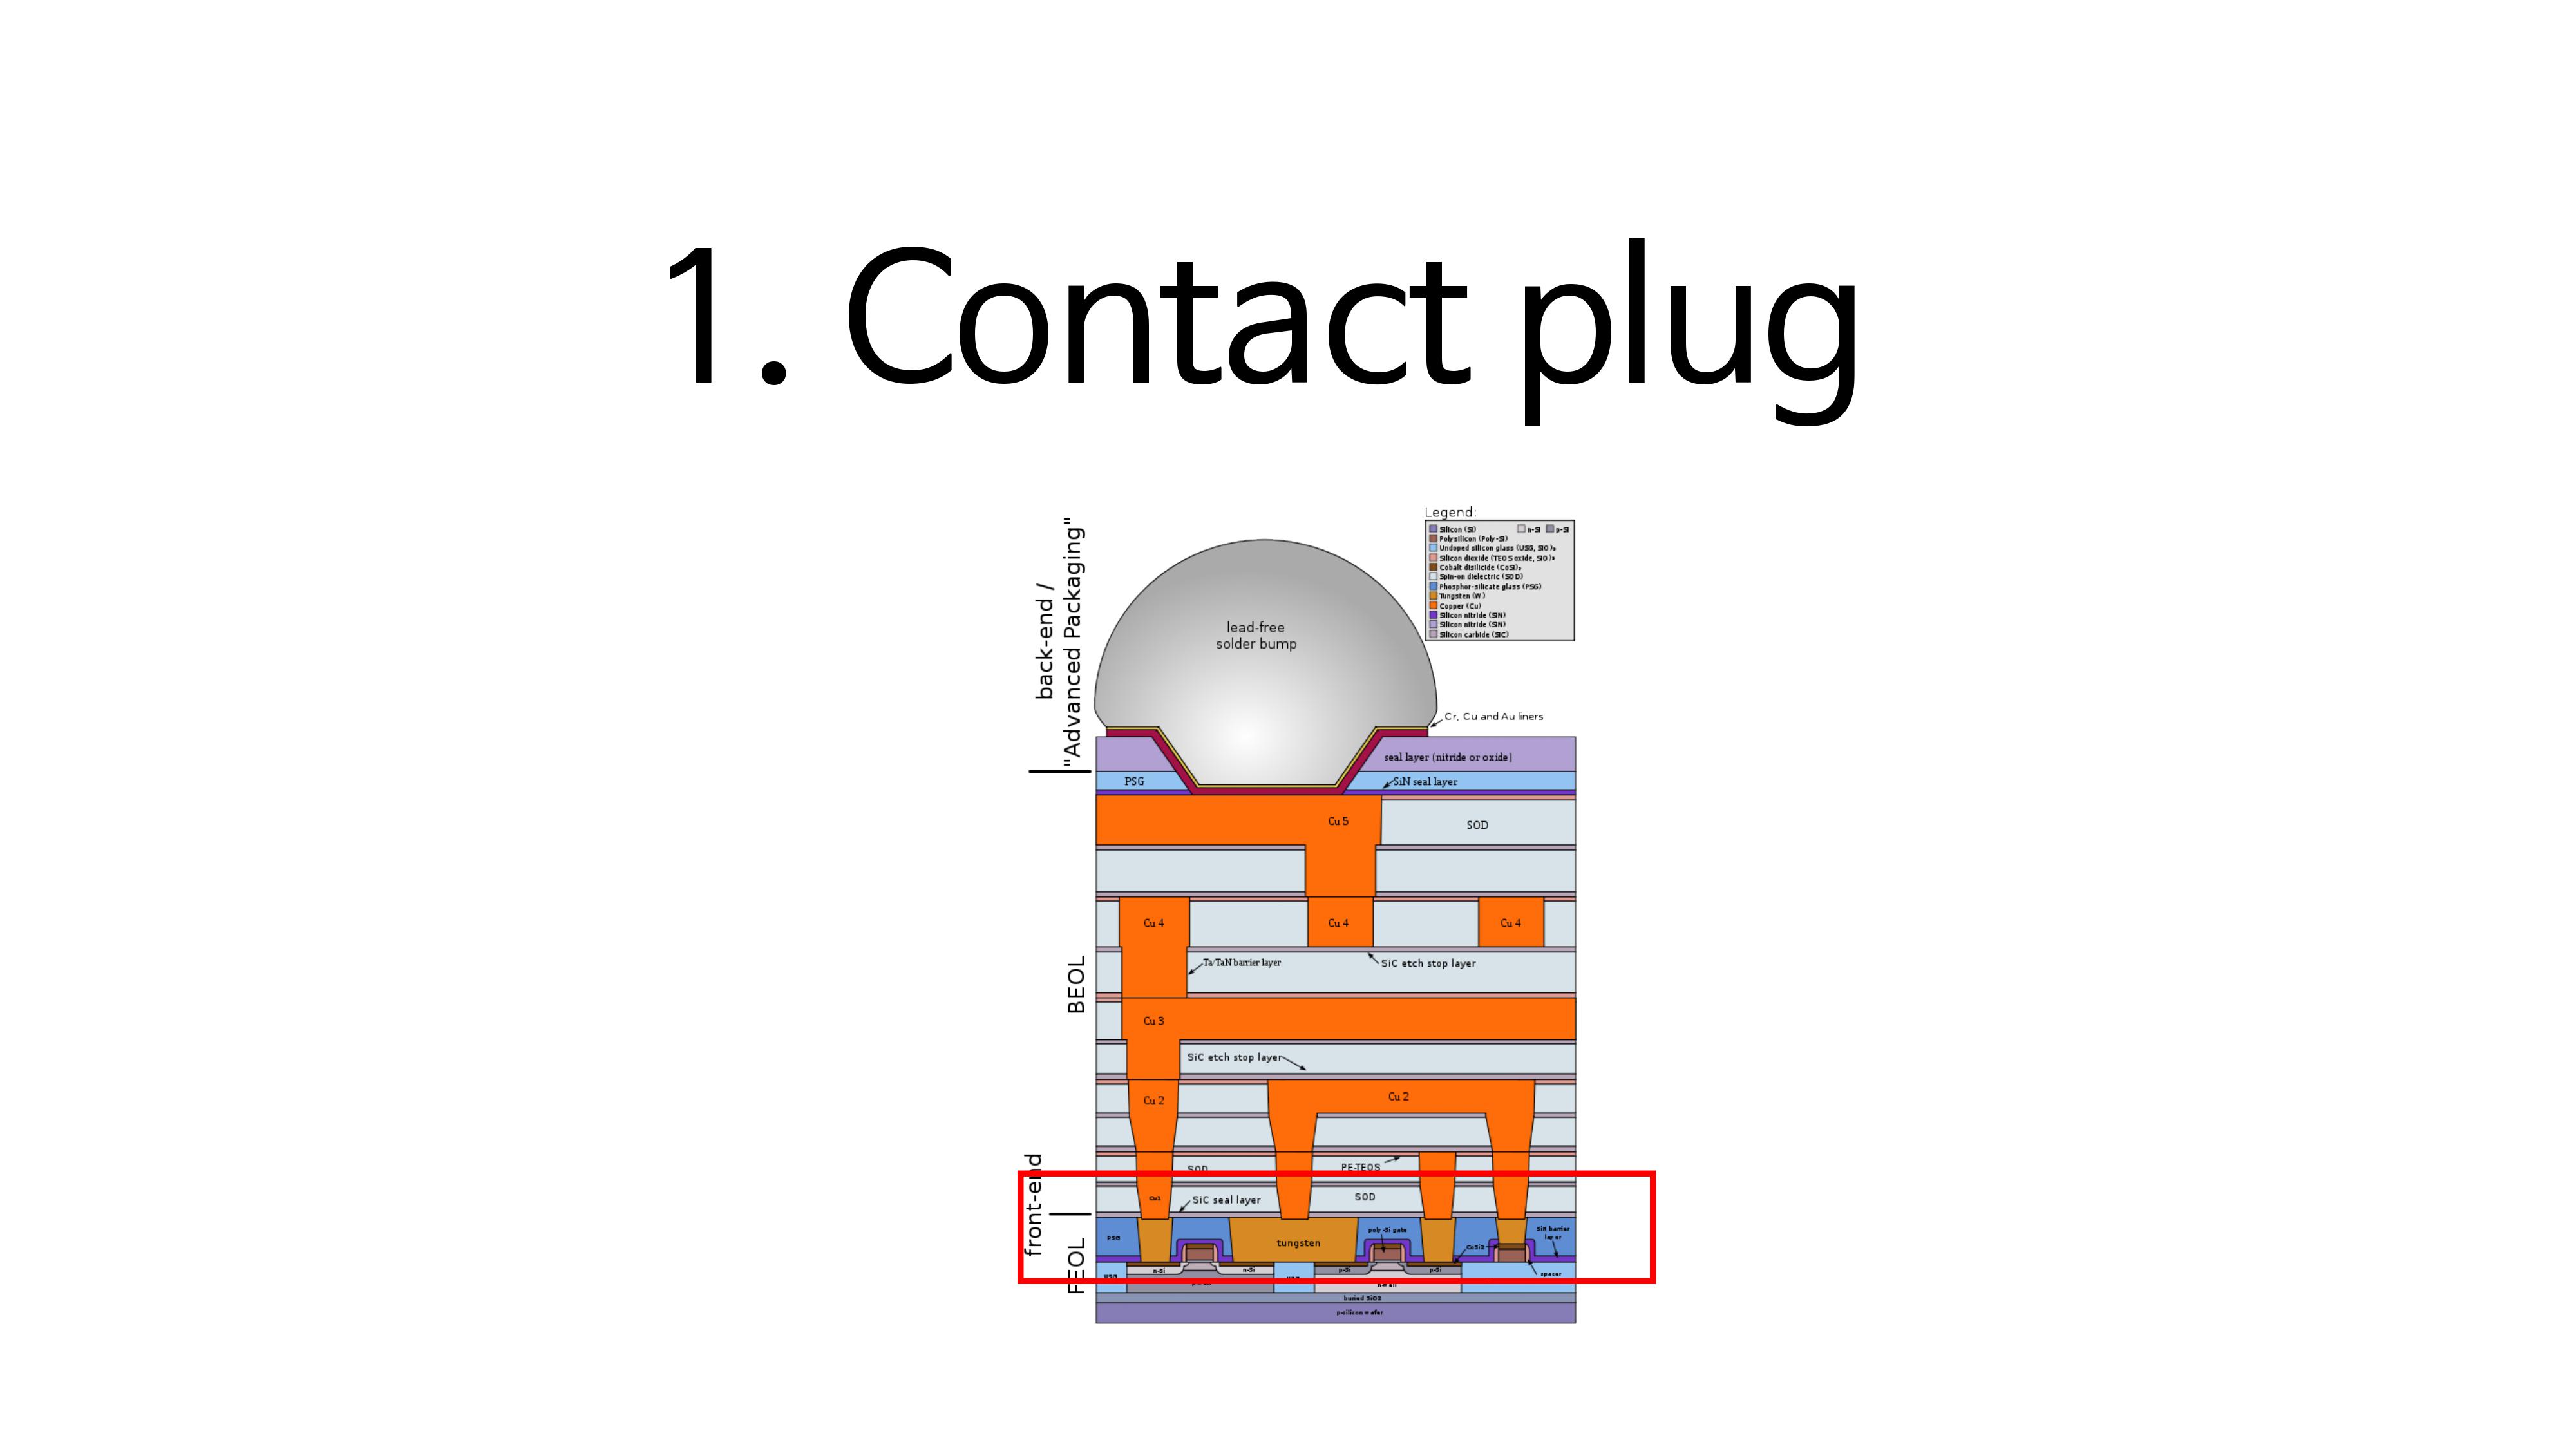 1. Contact plug
Legend:
Silicon (Si)
n-Si
p-Si
Polysilicon (Poly-Si)
Undoped silicon glass (USG, SiO)₂
Silicon dioxide (TEOS oxide, SiO)₂
Cobalt disilicide (CoSi)₂
Spin-on dielectric (SOD)
Phosphor-silicate glass (PSG)
Tungsten (W)
Copper (Cu)
Silicon nitride (SiN)
Silicon nitride (SiN)
Silicon carbide (SiC)
back-end /
"Advanced Packaging"
lead-free
solder bump
Cr, Cu and Au liners
seal layer (nitride or oxide)
PSG
SiN seal layer
Cu 5
SOD
Cu 4
Cu 4
Cu 4
Ta/TaN barrier layer
SiC etch stop layer
BEOL
Cu 3
SiC etch stop layer
Cu 2
Cu 2
front-end
SOD
PE-TEOS
Cu1
SiC seal layer
SOD
FEOL
PSG
tungsten
poly-Si gate
CoSi2
SiN barrier
layer
n-Si
n-Si
p-Si
p-Si
spacer
USG
buried SiO2
p-silicon wafer